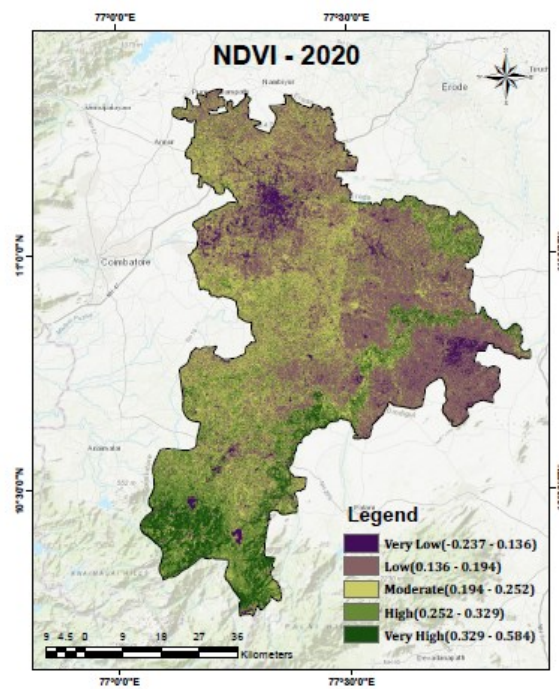 77°0'0"E 77°30'0"E
NDVI - 2020
Nambiyur
Erode
Coimbatore
11°0'0"N
10°30'0"N
Legend
Very Low(-0.237 - 0.136)
Low(0.136 - 0.194)
Moderate(0.194 - 0.252)
High(0.252 - 0.329)
Very High(0.329 - 0.584)
9 4.5 0 9 18 27 36
Kilometers
77°0'0"E 77°30'0"E